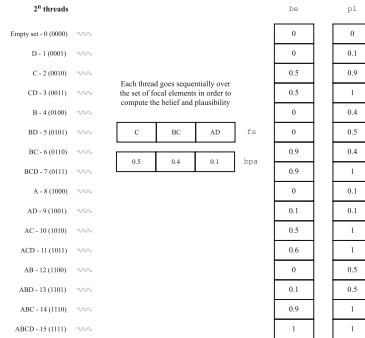 2ⁿ threads
be
pl
Empty set - 0 (0000)
0
0
D - 1 (0001)
0
0.1
C - 2 (0010)
0.5
0.9
CD - 3 (0011)
0.5
1
B - 4 (0100)
0
0.4
BD - 5 (0101)
0
0.5
BC - 6 (0110)
0.9
0.4
BCD - 7 (0111)
0.9
1
A - 8 (1000)
0
0.1
AD - 9 (1001)
0.1
0.1
AC - 10 (1010)
0.5
1
ACD - 11 (1011)
0.6
1
AB - 12 (1100)
0
0.5
ABD - 13 (1101)
0.1
0.5
ABC - 14 (1110)
0.9
1
ABCD - 15 (1111)
1
1
Each thread goes sequentially over
the set of focal elements in order to
compute the belief and plausibility
C BC AD fs
0.5 0.4 0.1 bpa